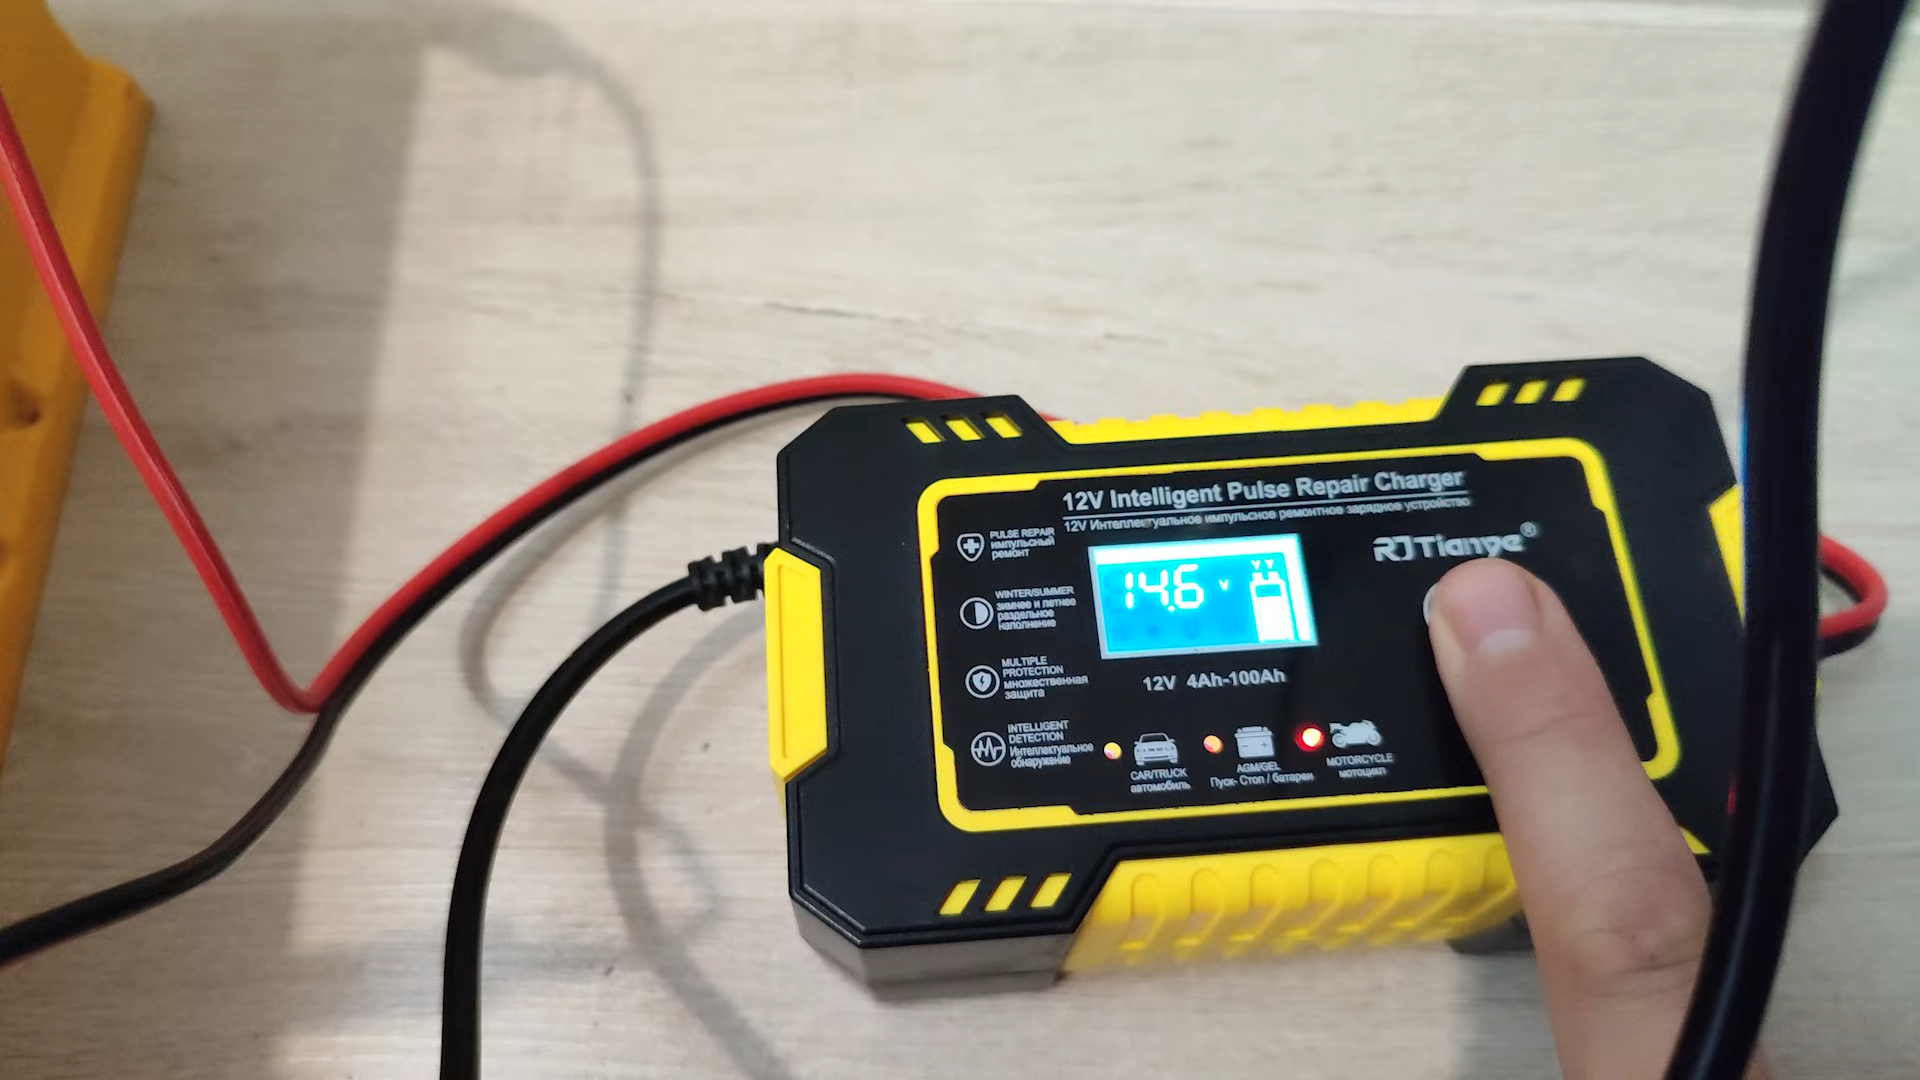 12V Intelligent Pulse Repair Charger
12V Интеллектуальное импульсное ремонтное зарядное устройство
PULSE REPAIR
импульсный
ремонт
RJTianye®
14.6 V
WINTER/SUMMER
зимнее и летнее
раздельное
наполнение
MULTIPLE
PROTECTION
множественная
защита
12V 4Ah-100Ah
INTELLIGENT
DETECTION
Интеллектуальное
обнаружение
CAR/TRUCK
автомобиль
AGM/GEL
Пуск- Стоп / батареи
MOTORCYCLE
мотоцикл